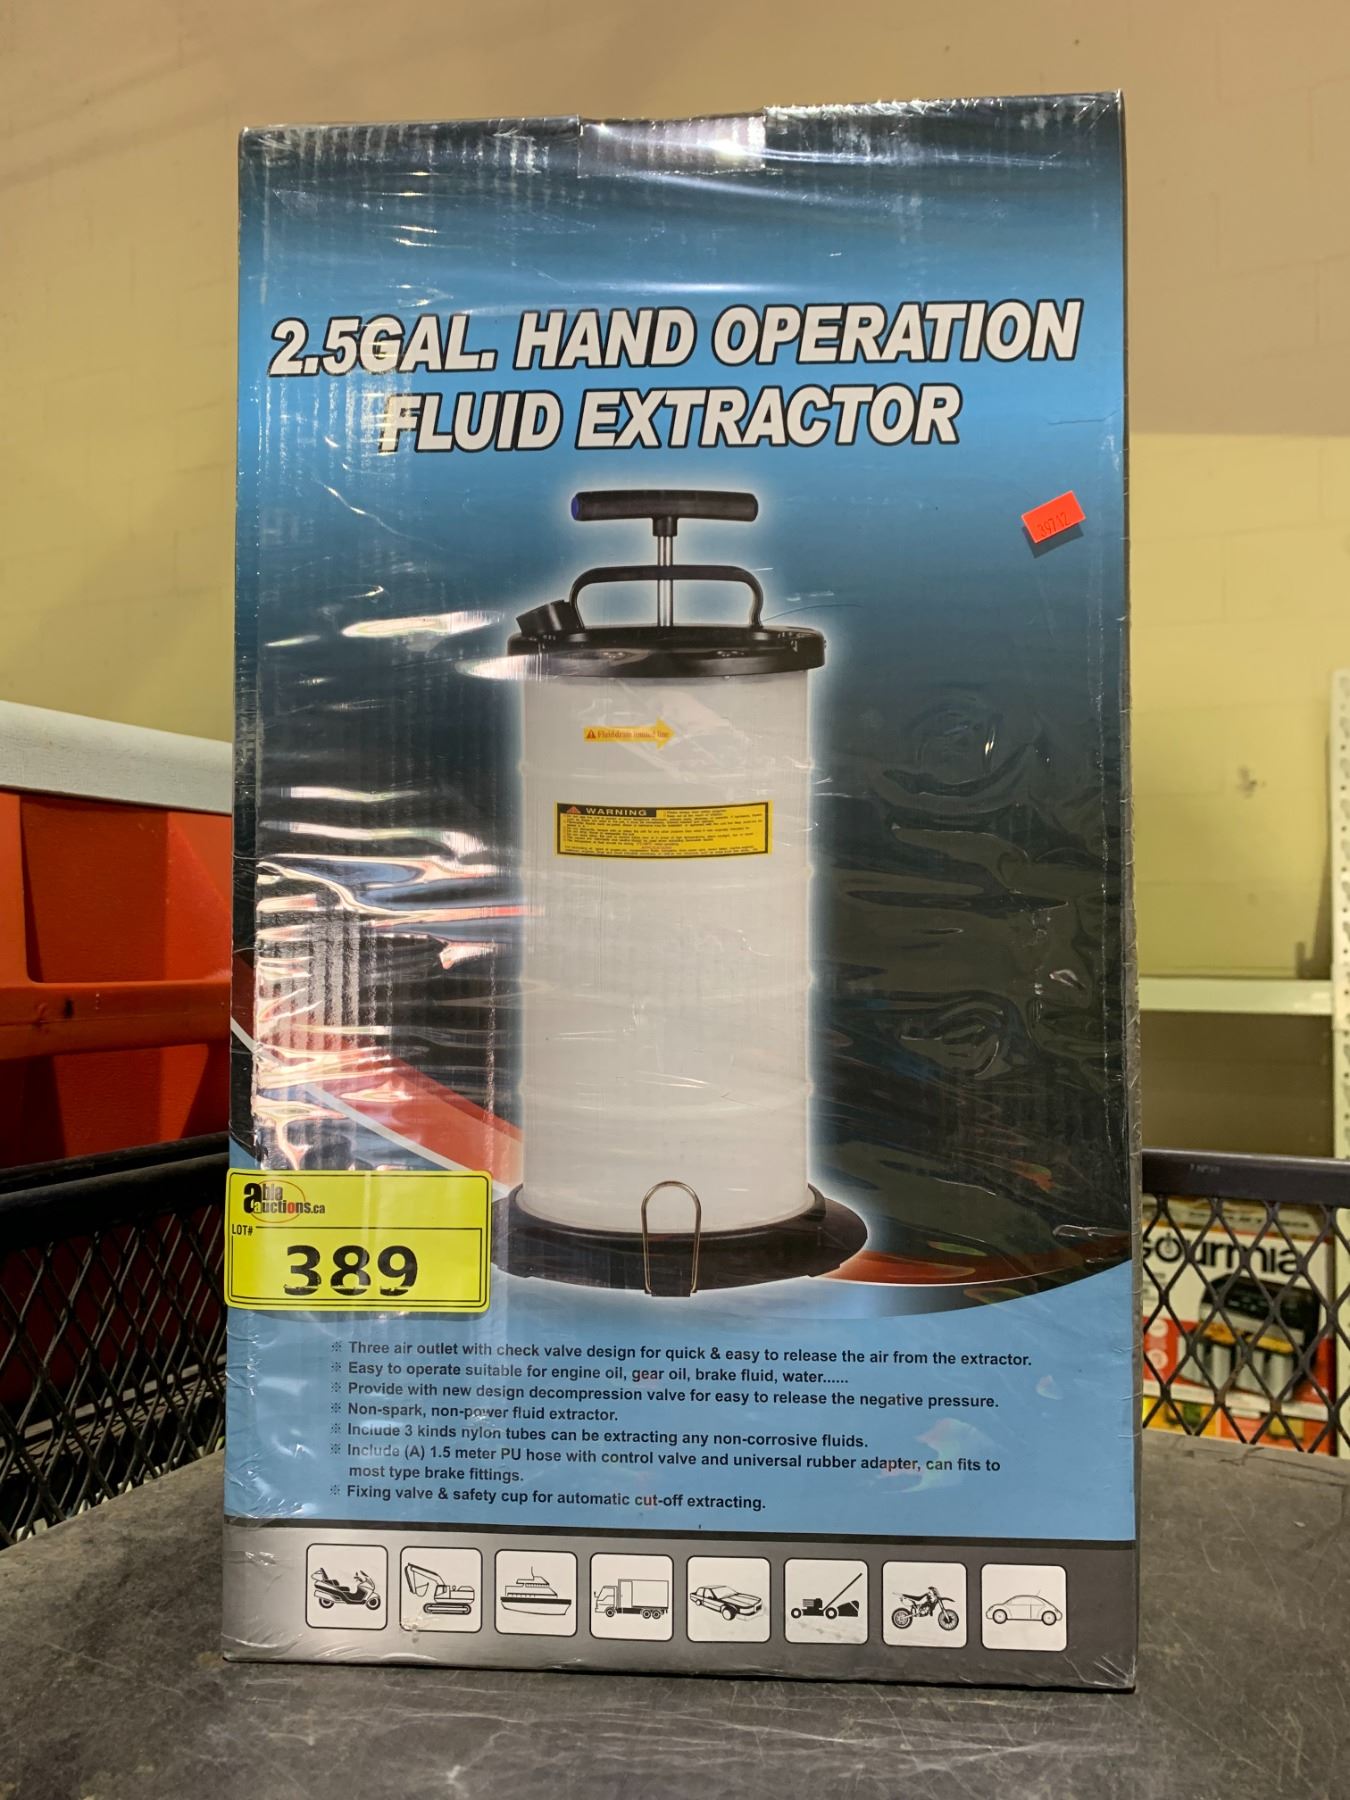 2.5GAL. HAND OPERATION
FLUID EXTRACTOR
39712
WARNING
able
auctions.ca
LOT#
389
※ Three air outlet with check valve design for quick & easy to release the air from the extractor.
※ Easy to operate suitable for engine oil, gear oil, brake fluid, water......
※ Provide with new design decompression valve for easy to release the negative pressure.
※ Non-spark, non-power fluid extractor.
※ Include 3 kinds nylon tubes can be extracting any non-corrosive fluids.
※ Include (A) 1.5 meter PU hose with control valve and universal rubber adapter, can fits to
most type brake fittings.
※ Fixing valve & safety cup for automatic cut-off extracting.
ourmia